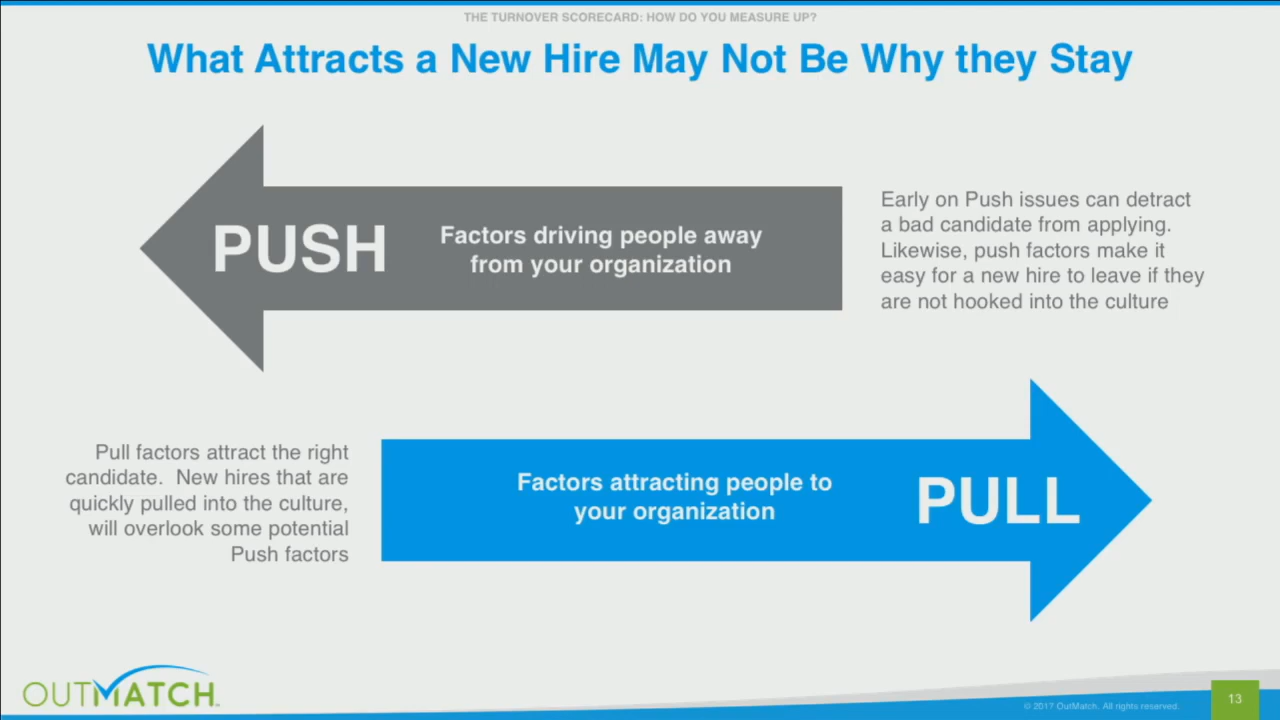 THE TURNOVER SCORECARD: HOW DO YOU MEASURE UP?
What Attracts a New Hire May Not Be Why they Stay
PUSH
Factors driving people away
from your organization
Early on Push issues can detract
a bad candidate from applying.
Likewise, push factors make it
easy for a new hire to leave if they
are not hooked into the culture
Pull factors attract the right
candidate.  New hires that are
quickly pulled into the culture,
will overlook some potential
Push factors
Factors attracting people to
your organization
PULL
OUTMATCH
© 2017 OutMatch. All rights reserved.
13